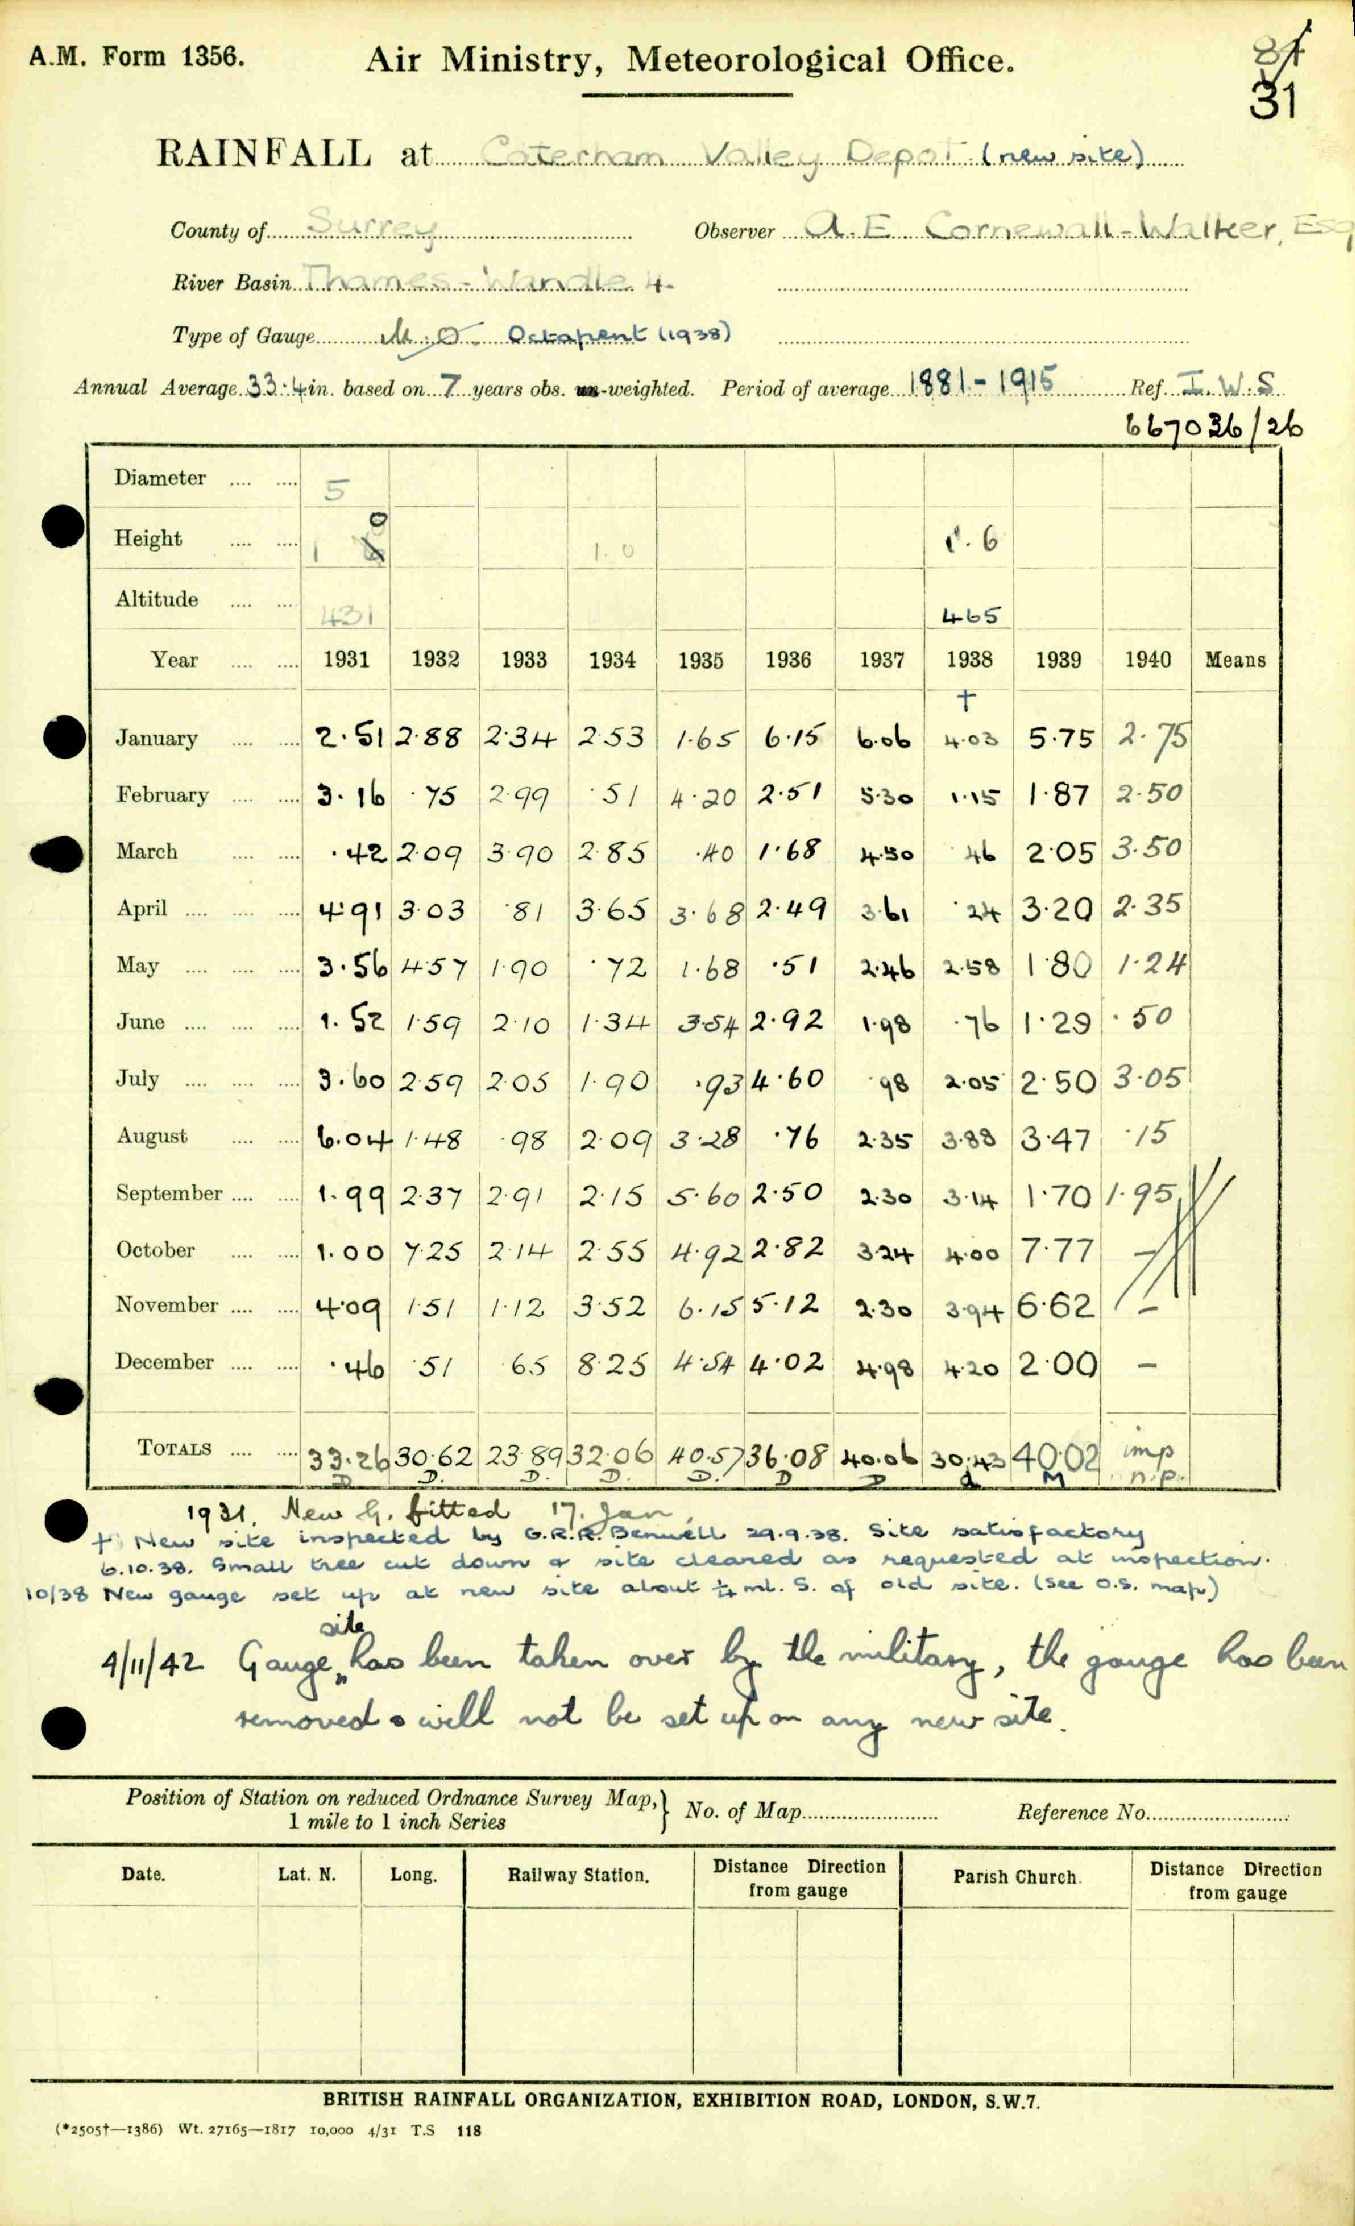 A.M. Form 1356. Air Ministry, Meteorological Office. 84
31
RAINFALL at Caterham Valley Depot (new site)
County of Surrey Observer A.E. Cornewall-Walker, Esq
River Basin Thames - Wandle 4.
Type of Gauge M.O. Octapent (1938)
Annual Average 33.4 in. based on 7 years obs. un-weighted. Period of average 1881-1915 Ref. I.W.S
667036/26
Diameter 5
Height 1 0 1.0 1.6
Altitude 431 465
Year 1931 1932 1933 1934 1935 1936 1937 1938 1939 1940 Means
†
January 2.51 2.88 2.34 2.53 1.65 6.15 6.06 4.03 5.75 2.75
February 3.16 .75 2.99 .51 4.20 2.51 5.30 1.15 1.87 2.50
March .42 2.09 3.90 2.85 .40 1.68 4.50 .46 2.05 3.50
April 4.91 3.03 .81 3.65 3.68 2.49 3.61 .24 3.20 2.35
May 3.56 4.57 1.90 .72 1.68 .51 2.46 2.58 1.80 1.24
June 1.52 1.59 2.10 1.34 3.54 2.92 1.98 .76 1.29 .50
July 3.60 2.59 2.05 1.90 .93 4.60 .98 2.05 2.50 3.05
August 6.04 1.48 .98 2.09 3.28 .76 2.35 3.88 3.47 .15
September 1.99 2.37 2.91 2.15 5.60 2.50 2.30 3.14 1.70 1.95
October 1.00 7.25 2.14 2.55 4.92 2.82 3.24 4.00 7.77 -
November 4.09 1.51 1.12 3.52 6.15 5.12 2.30 3.94 6.62 -
December .46 .51 .65 8.25 4.54 4.02 4.98 4.20 2.00 -
TOTALS 33.26 30.62 23.89 32.06 40.57 36.08 40.06 30.43 40.02 imp
D D. D. D. D. D D d M n.p.
1931. New G. fitted 17. Jan.
† New site inspected by G.R.R. Benwell 29.9.38. Site satisfactory
6.10.38. Small tree cut down & site cleared as requested at inspection.
10/38 New gauge set up at new site about ¼ ml. S. of old site. (See O.S. map)
site
4/11/42 Gauge has been taken over by the military, the gauge has been
removed & will not be set up on any new site.
Position of Station on reduced Ordnance Survey Map, No. of Map Reference No.
1 mile to 1 inch Series
Date. Lat. N. Long. Railway Station. Distance Direction from gauge Parish Church. Distance Direction from gauge
BRITISH RAINFALL ORGANIZATION, EXHIBITION ROAD, LONDON, S.W.7.
(*2505†—1386) Wt. 27165—1817 10,000 4/31 T.S 118